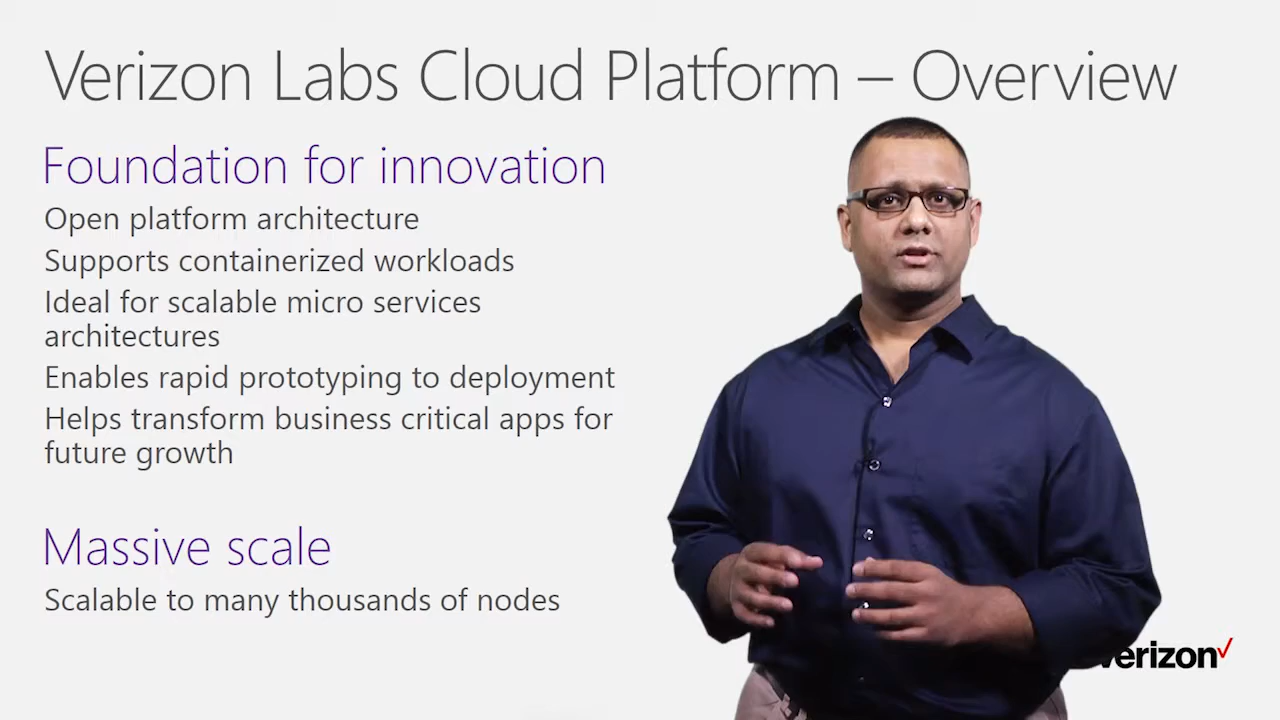 Verizon Labs Cloud Platform – Overview
Foundation for innovation
Open platform architecture
Supports containerized workloads
Ideal for scalable micro services
architectures
Enables rapid prototyping to deployment
Helps transform business critical apps for
future growth
Massive scale
Scalable to many thousands of nodes
verizon